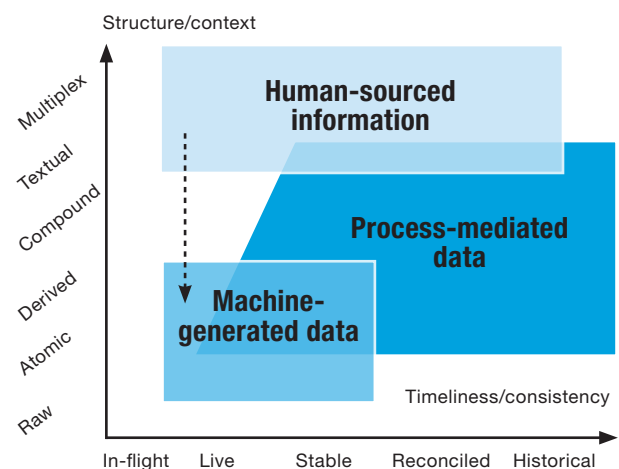 Structure/context
Multiplex
Human-sourced
information
Textual
Compound
Process-mediated
data
Derived
Machine-
generated data
Atomic
Timeliness/consistency
Raw
In-flight Live Stable Reconciled Historical